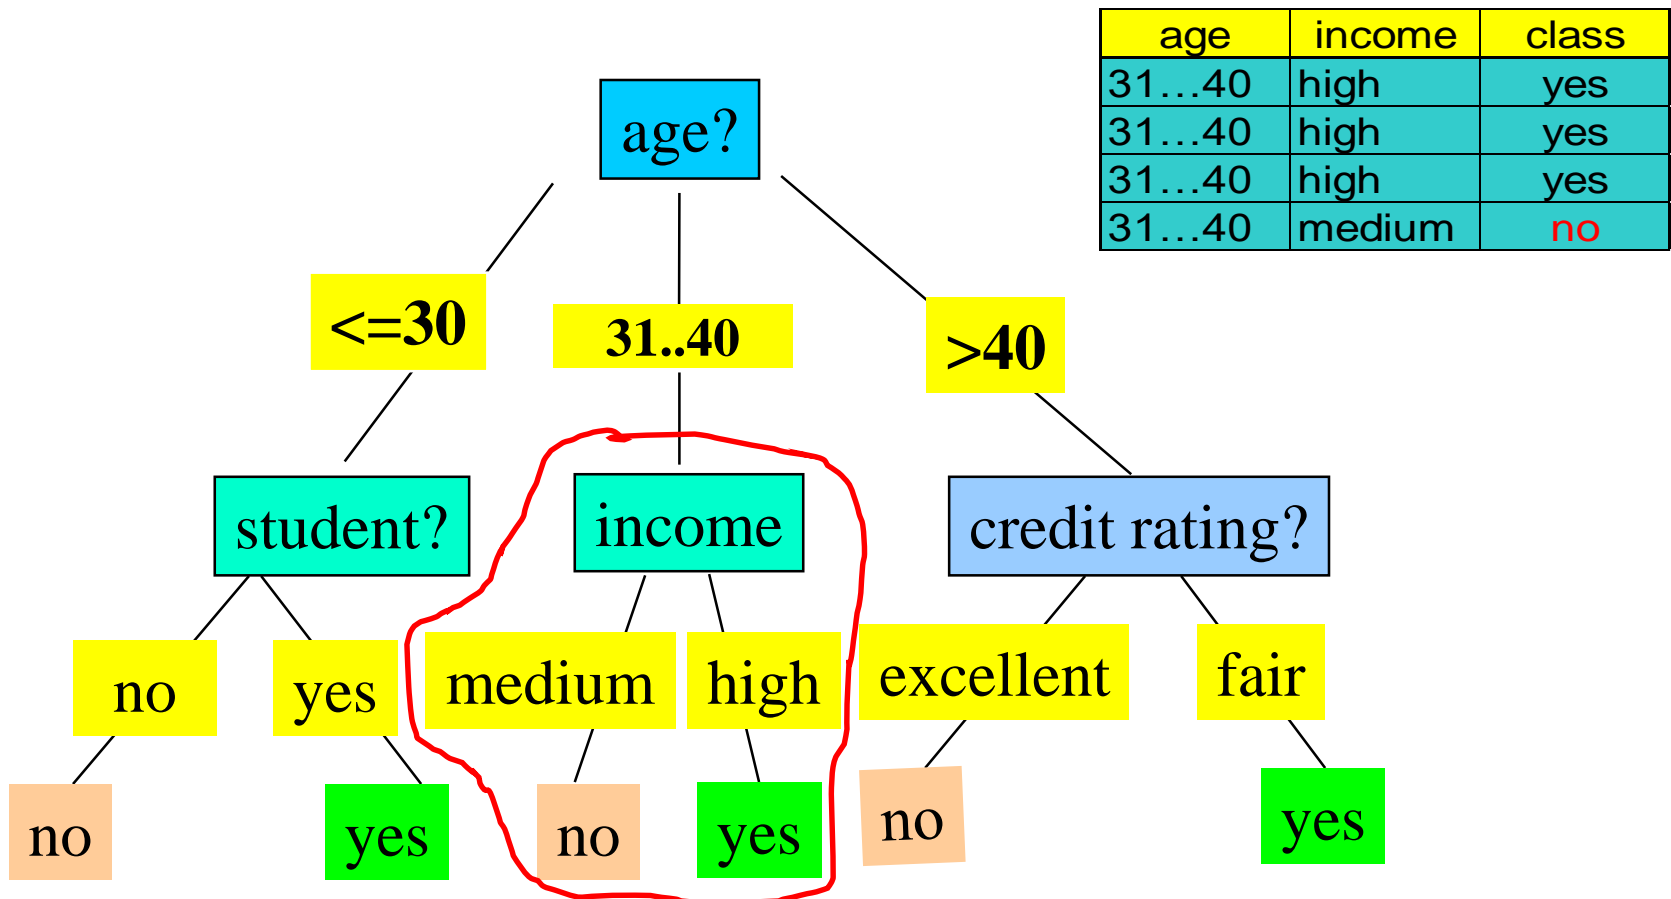 age income class
31...40 high yes
31...40 high yes
31...40 high yes
31...40 medium no
age?
<=30 31..40 >40
student? income credit rating?
no yes medium high excellent fair
no yes no yes no yes